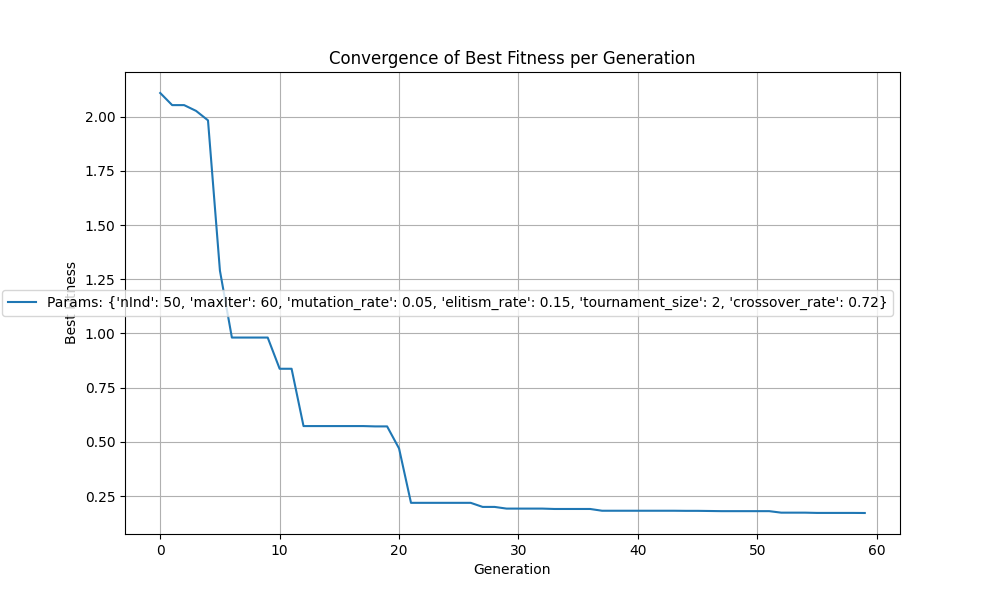 Convergence of Best Fitness per Generation
2.00
1.75
1.50
1.25
Params: {'nInd': 50, 'maxIter': 60, 'mutation_rate': 0.05, 'elitism_rate': 0.15, 'tournament_size': 2, 'crossover_rate': 0.72}
1.00
0.75
0.50
0.25
Best Fitness
0 10 20 30 40 50 60
Generation